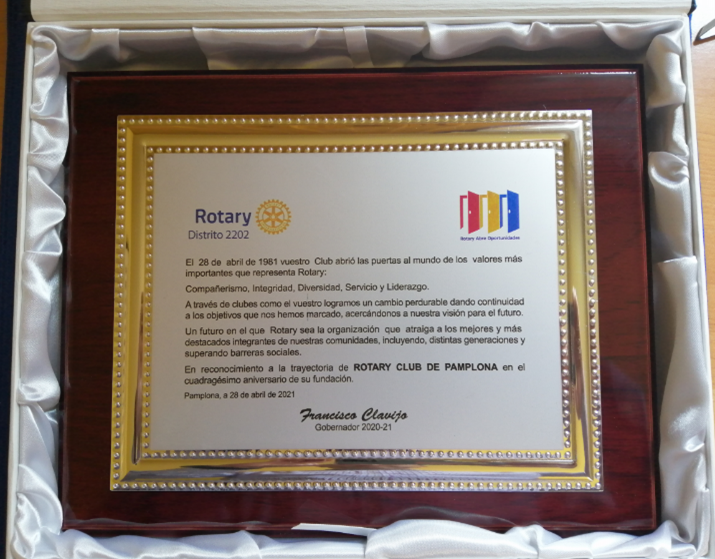 Rotary
Distrito 2202
Rotary Abre Oportunidades
El 28 de abril de 1981 vuestro Club abrió las puertas al mundo de los valores más
importantes que representa Rotary:
Compañerismo, Integridad, Diversidad, Servicio y Liderazgo.
A través de clubes como el vuestro logramos un cambio perdurable dando continuidad
a los objetivos que nos hemos marcado, acercándonos a nuestra visión para el futuro.
Un futuro en el que Rotary sea la organización que atraiga a los mejores y más
destacados integrantes de nuestras comunidades, incluyendo, distintas generaciones y
superando barreras sociales.
En reconocimiento a la trayectoria de ROTARY CLUB DE PAMPLONA en el
cuadragésimo aniversario de su fundación.
Pamplona, a 28 de abril de 2021
Francisco Clavijo
Gobernador 2020-21